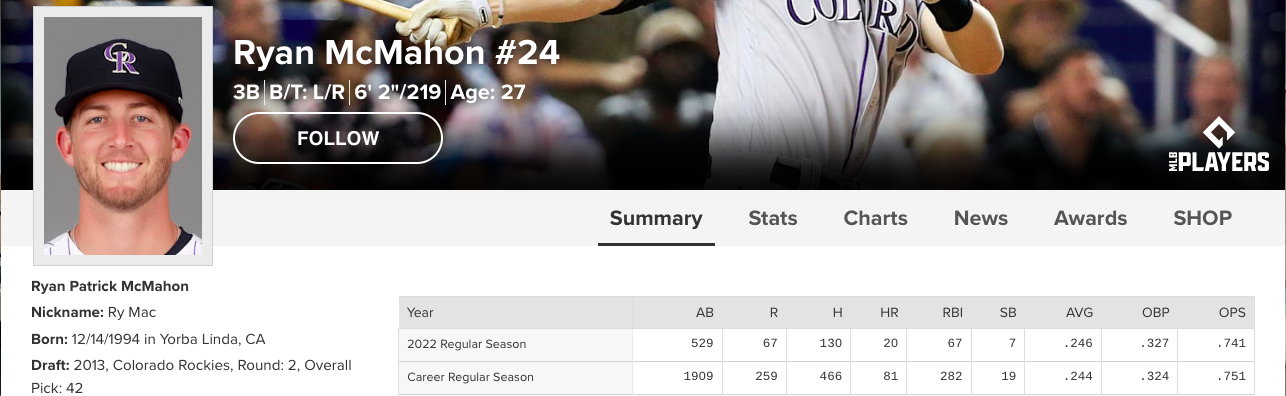 COLORADO
CR
Ryan McMahon #24
3B | B/T: L/R | 6' 2"/219 | Age: 27
FOLLOW
MLB PLAYERS
Summary Stats Charts News Awards SHOP
Ryan Patrick McMahon
Nickname: Ry Mac
Born: 12/14/1994 in Yorba Linda, CA
Draft: 2013, Colorado Rockies, Round: 2, Overall
Pick: 42
Year AB R H HR RBI SB AVG OBP OPS
2022 Regular Season 529 67 130 20 67 7 .246 .327 .741
Career Regular Season 1909 259 466 81 282 19 .244 .324 .751